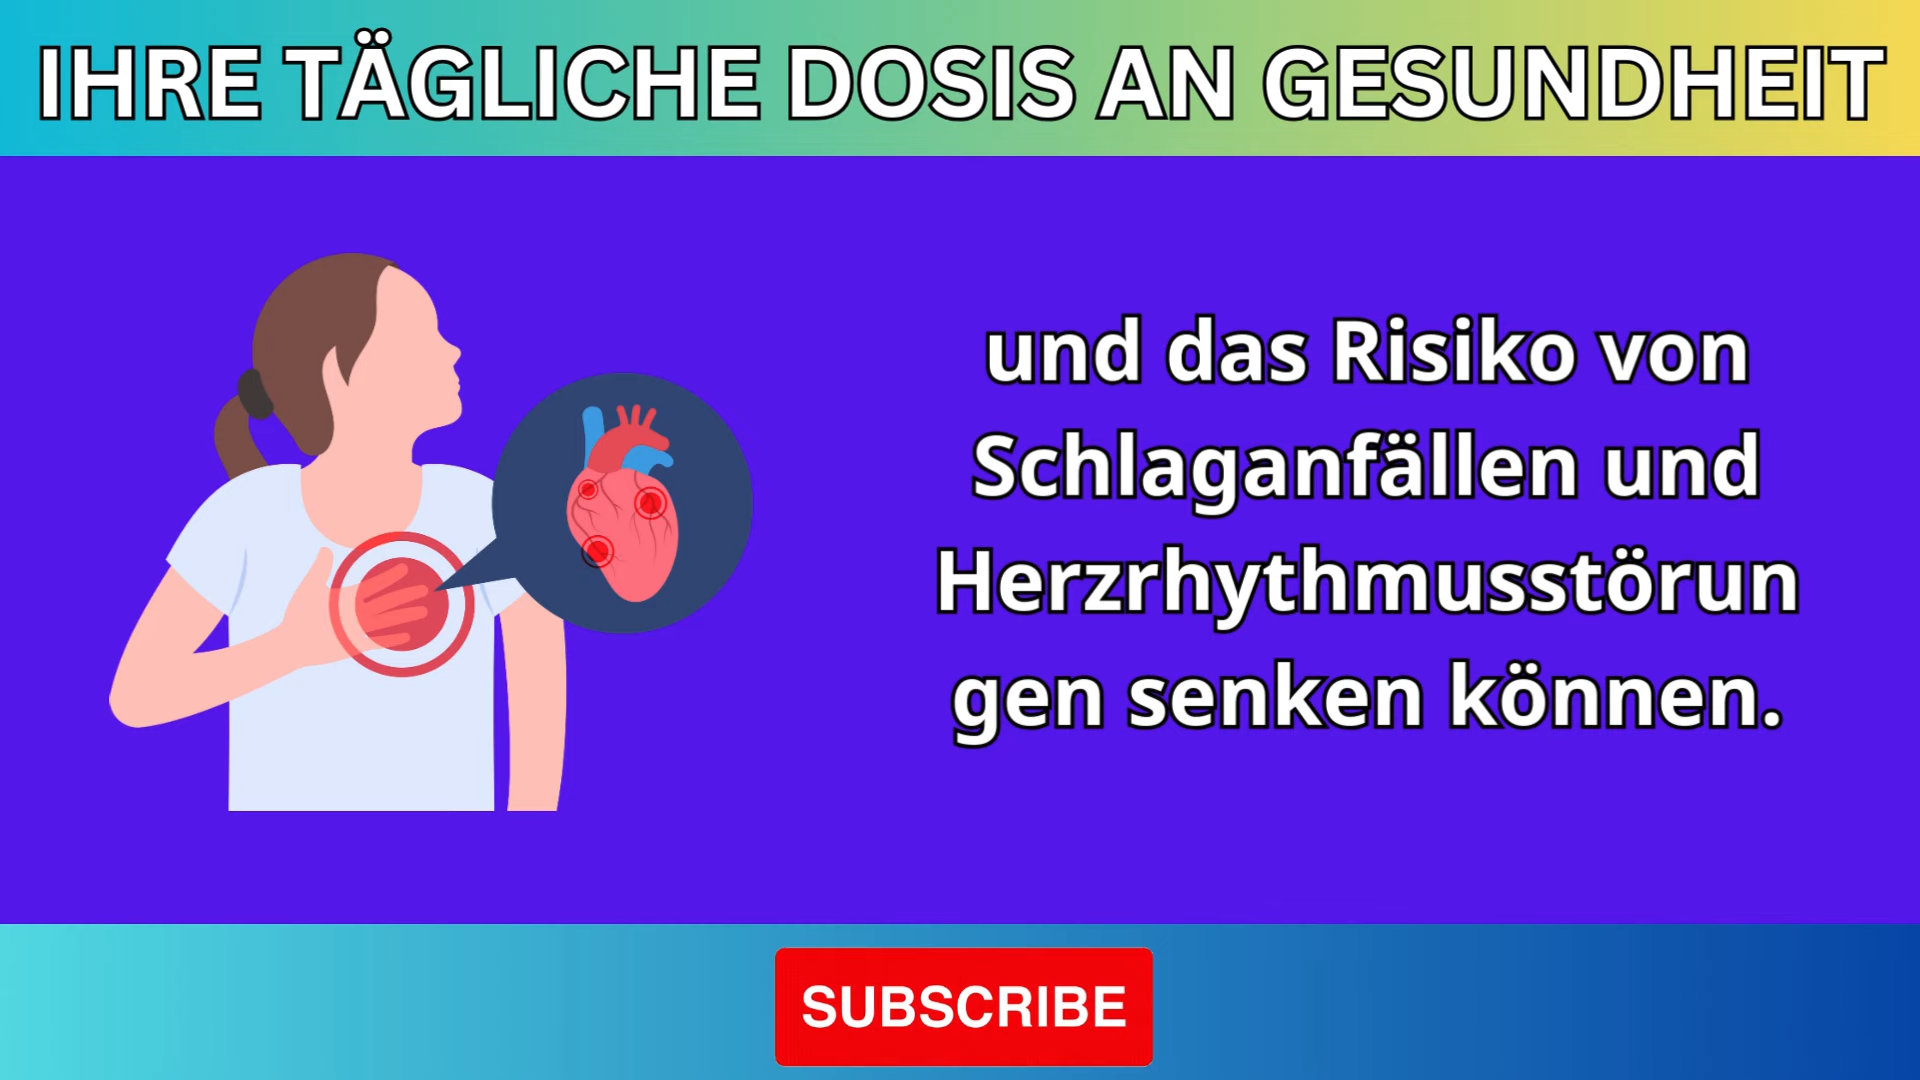 IHRE TÄGLICHE DOSIS AN GESUNDHEIT
und das Risiko von
Schlaganfällen und
Herzrhythmusstörun
gen senken können.
SUBSCRIBE